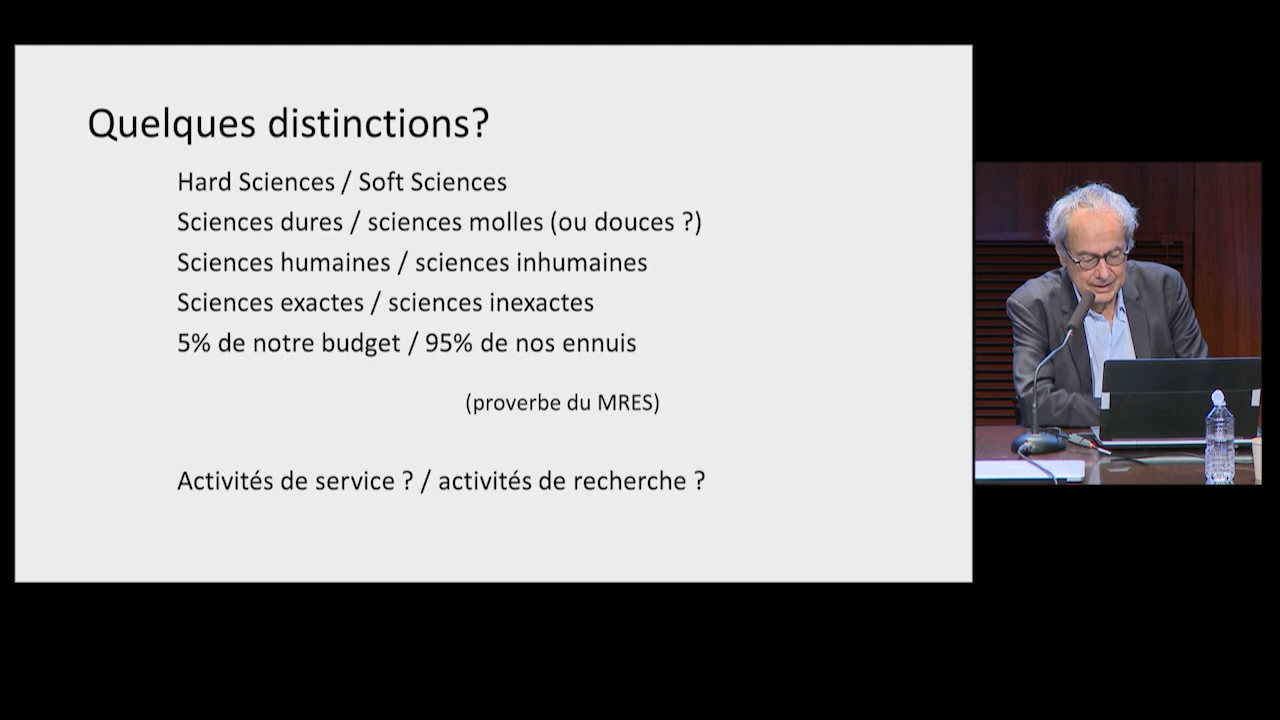 Quelques distinctions?
Hard Sciences / Soft Sciences
Sciences dures / sciences molles (ou douces ?)
Sciences humaines / sciences inhumaines
Sciences exactes / sciences inexactes
5% de notre budget / 95% de nos ennuis
(proverbe du MRES)
Activités de service ? / activités de recherche ?